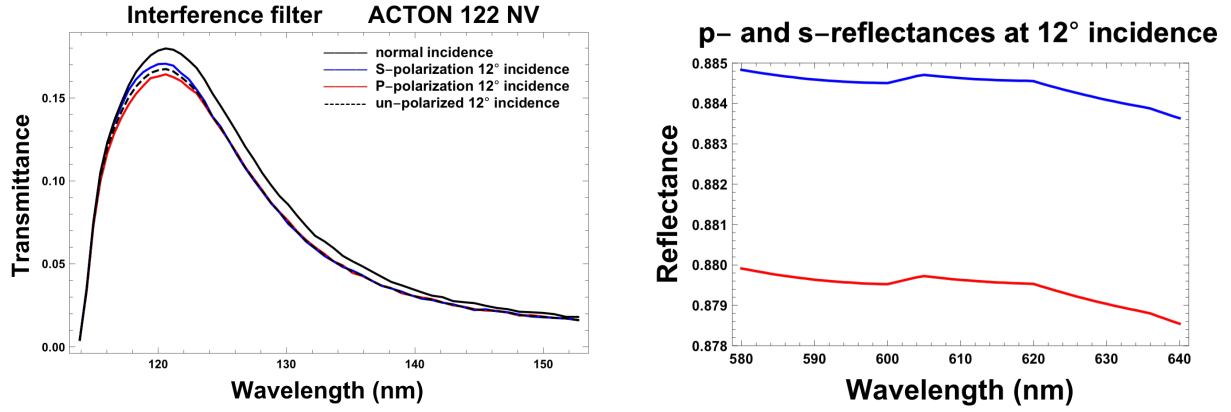 Interference filter ACTON 122 NV
normal incidence
S−polarization 12° incidence
P−polarization 12° incidence
un−polarized 12° incidence
Transmittance
0.15
0.10
0.05
0.00
120 130 140 150
Wavelength (nm)
p− and s−reflectances at 12° incidence
Reflectance
0.885
0.884
0.883
0.882
0.881
0.880
0.879
0.878
580 590 600 610 620 630 640
Wavelength (nm)